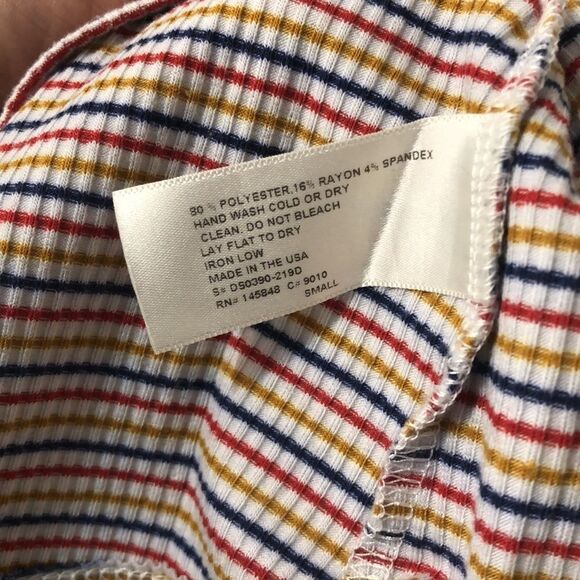 80 % POLYESTER,16% RAYON 4% SPANDEX
HAND WASH COLD OR DRY
CLEAN. DO NOT BLEACH
LAY FLAT TO DRY
IRON LOW
MADE IN THE USA
S# DS0390-219D
RN# 145848 C# 9010
SMALL